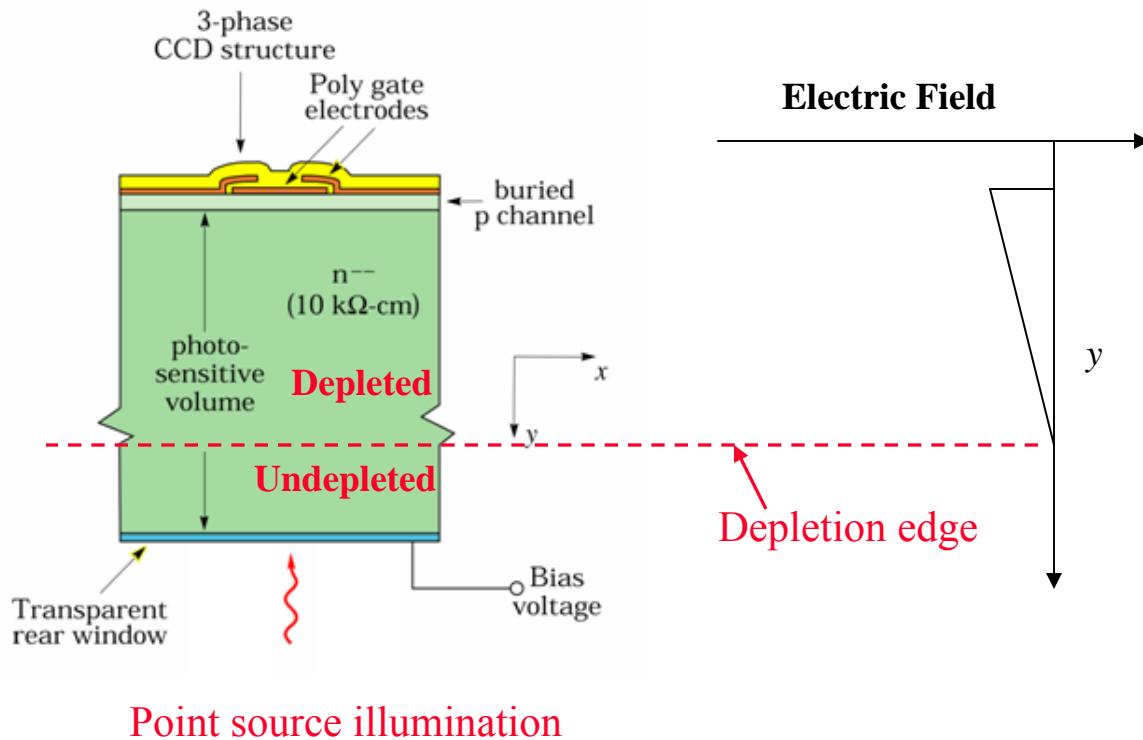 3-phase
CCD structure
Poly gate
electrodes
buried
p channel
n−−
(10 kΩ-cm)
photo-
sensitive
volume
Depleted
Undepleted
x
y
Transparent
rear window
Bias
voltage
Point source illumination
Electric Field
y
Depletion edge